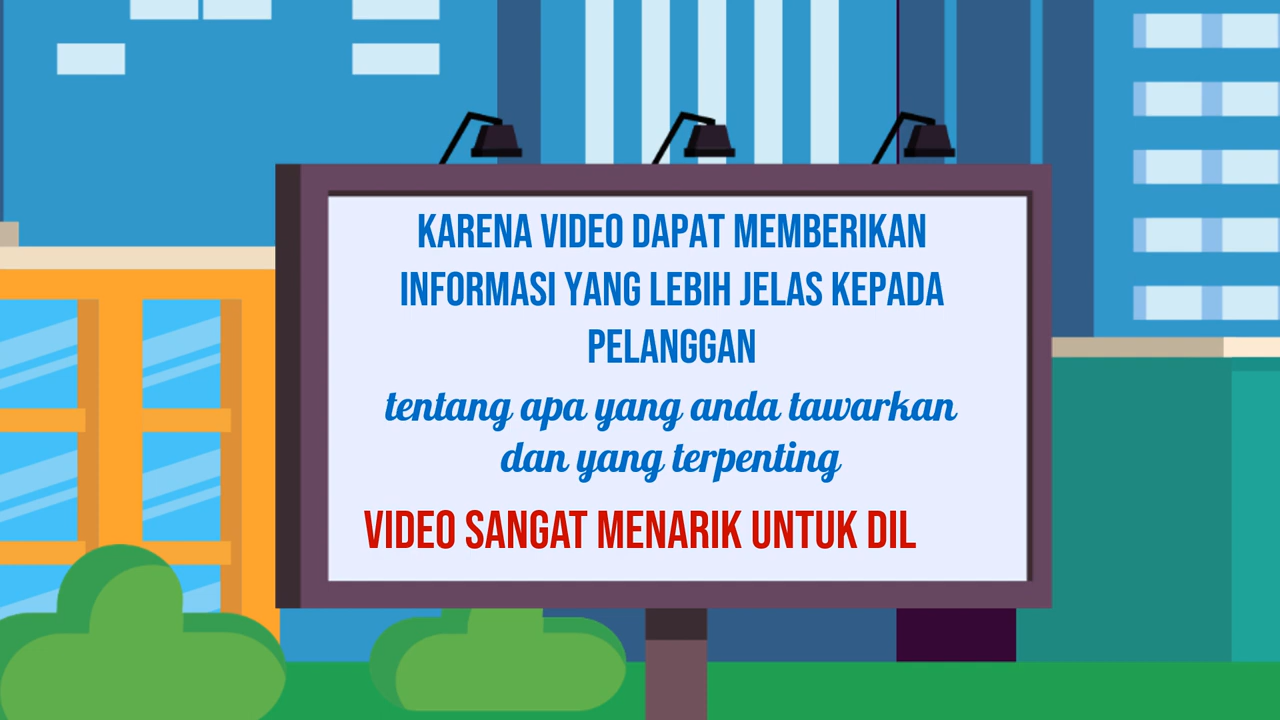 KARENA VIDEO DAPAT MEMBERIKAN
INFORMASI YANG LEBIH JELAS KEPADA
PELANGGAN
tentang apa yang anda tawarkan
dan yang terpenting
VIDEO SANGAT MENARIK UNTUK DIL